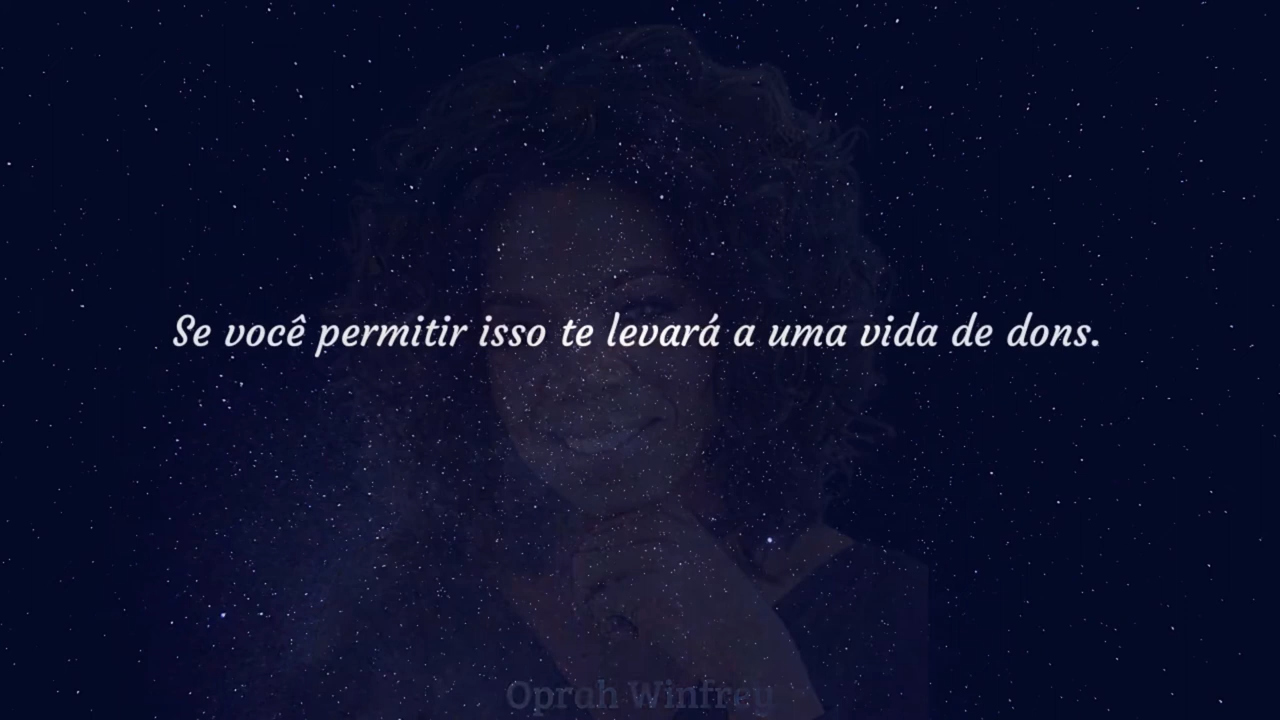 Se você permitir isso te levará a uma vida de dons.
Oprah Winfrey